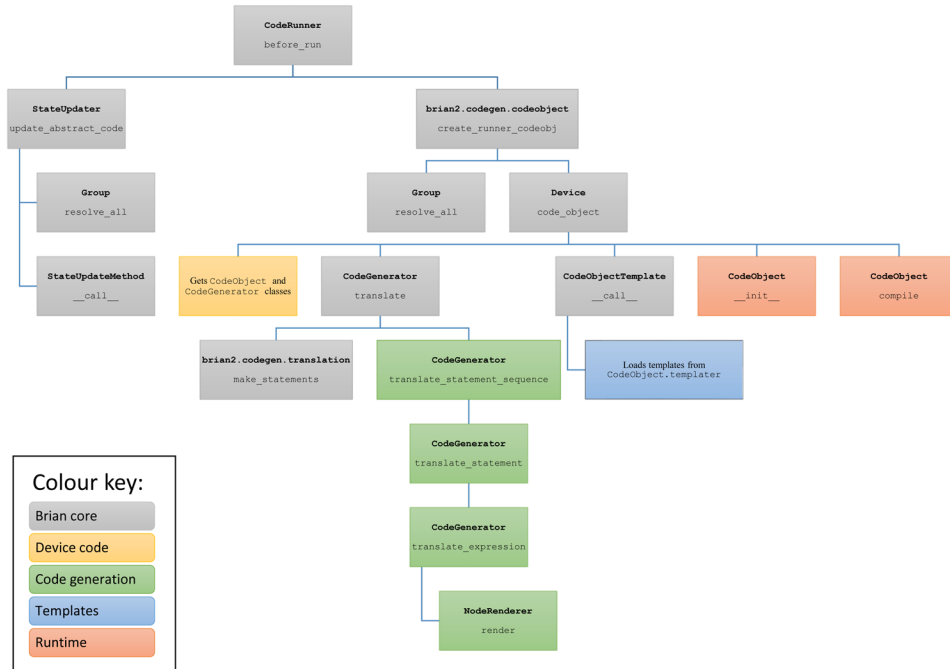 CodeRunner
before_run
StateUpdater
update_abstract_code
brian2.codegen.codeobject
create_runner_codeobj
Group
resolve_all
Group
resolve_all
Device
code_object
StateUpdateMethod
__call__
Gets CodeObject and
CodeGenerator classes
CodeGenerator
translate
CodeObjectTemplate
__call__
CodeObject
__init__
CodeObject
compile
brian2.codegen.translation
make_statements
CodeGenerator
translate_statement_sequence
Loads templates from
CodeObject.templater
CodeGenerator
translate_statement
CodeGenerator
translate_expression
NodeRenderer
render
Colour key:
Brian core
Device code
Code generation
Templates
Runtime